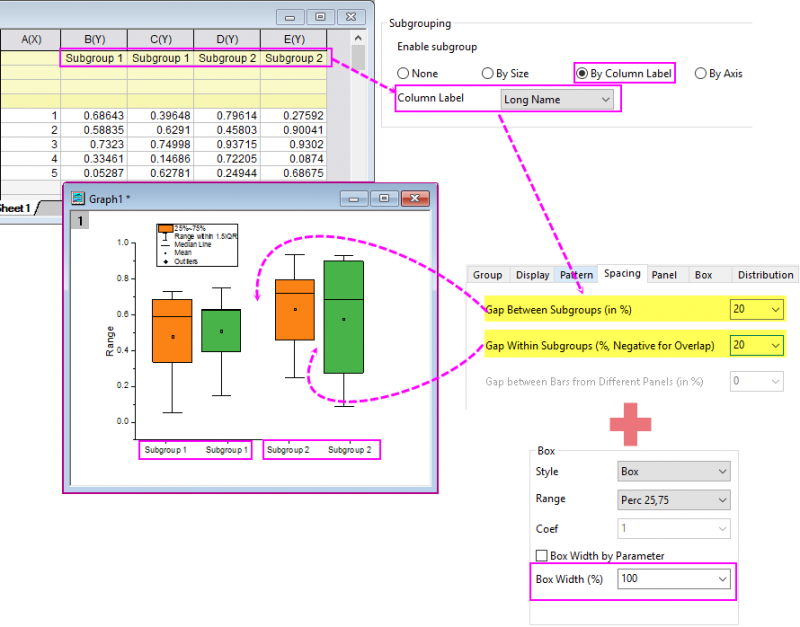 A(X) B(Y) C(Y) D(Y) E(Y)
Subgroup 1 Subgroup 1 Subgroup 2 Subgroup 2
1 0.68643 0.39648 0.79614 0.27592
2 0.58835 0.6291 0.45803 0.90041
3 0.7323 0.74998 0.93715 0.9302
4 0.33461 0.14686 0.72205 0.0874
5 0.05287 0.62781 0.24944 0.68675
Sheet1
Subgrouping
Enable subgroup
None By Size By Column Label By Axis
Column Label Long Name
Graph1 *
1
25%~75%
Range within 1.5IQR
Median Line
Mean
Outliers
1.0
0.8
0.6
0.4
0.2
0.0
Range
Subgroup 1 Subgroup 1 Subgroup 2 Subgroup 2
Group Display Pattern Spacing Panel Box Distribution
Gap Between Subgroups (in %) 20
Gap Within Subgroups (%, Negative for Overlap) 20
Gap between Bars from Different Panels (in %) 0
Box
Style Box
Range Perc 25,75
Coef 1
Box Width by Parameter
Box Width (%) 100